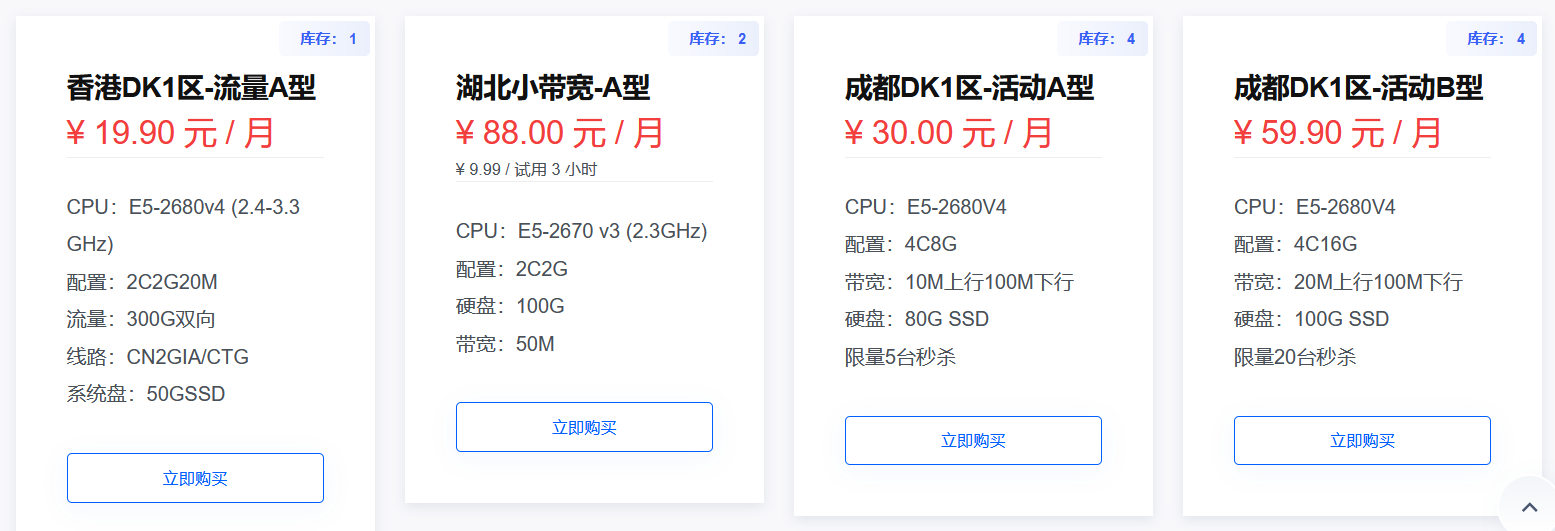 库存： 1
香港DK1区-流量A型
¥ 19.90 元 / 月
CPU：E5-2680v4 (2.4-3.3
GHz)
配置：2C2G20M
流量：300G双向
线路：CN2GIA/CTG
系统盘：50GSSD
立即购买
库存： 2
湖北小带宽-A型
¥ 88.00 元 / 月
¥ 9.99 / 试用 3 小时
CPU：E5-2670 v3 (2.3GHz)
配置：2C2G
硬盘：100G
带宽：50M
立即购买
库存： 4
成都DK1区-活动A型
¥ 30.00 元 / 月
CPU：E5-2680V4
配置：4C8G
带宽：10M上行100M下行
硬盘：80G SSD
限量5台秒杀
立即购买
库存： 4
成都DK1区-活动B型
¥ 59.90 元 / 月
CPU：E5-2680V4
配置：4C16G
带宽：20M上行100M下行
硬盘：100G SSD
限量20台秒杀
立即购买